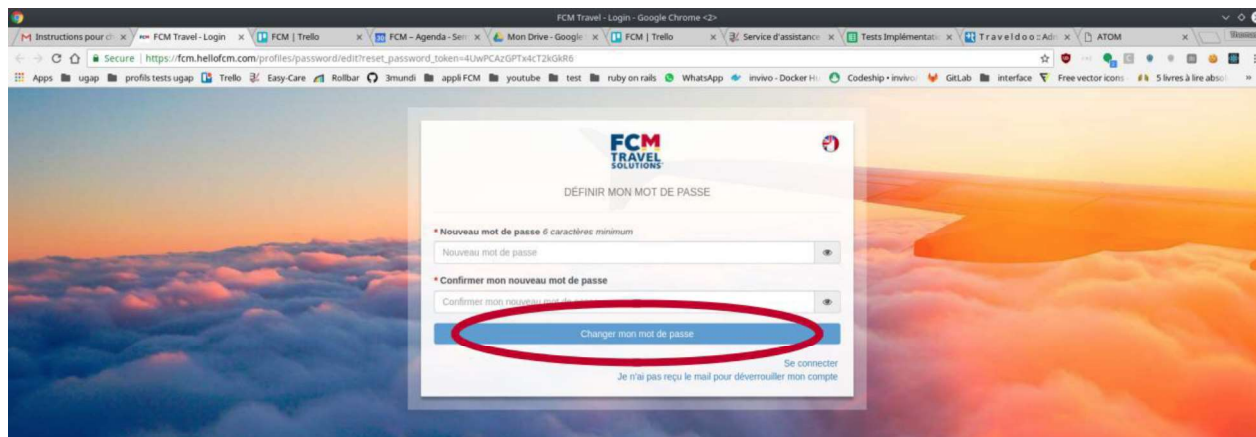 FCM Travel - Login - Google Chrome <2>
Instructions pour ch
FCM Travel - Login
FCM | Trello
FCM – Agenda - Sem
Mon Drive - Google
FCM | Trello
Service d'assistance
Tests Implémentatio
Traveldoo : Adm
ATOM
Secure | https://fcm.hellofcm.com/profiles/password/edit?reset_password_token=4UwPCAzGPTx4cT2kGkR6
Apps ugap profils tests ugap Trello Easy-Care Rollbar 3mundi appli FCM youtube test ruby on rails WhatsApp invivo - Docker H Codeship • invivo GitLab interface Free vector icons 5 livres à lire absol »
FCM
TRAVEL
SOLUTIONS
DÉFINIR MON MOT DE PASSE
* Nouveau mot de passe 6 caractères minimum
Nouveau mot de passe
* Confirmer mon nouveau mot de passe
Confirmer mon nouveau mot de passe
Changer mon mot de passe
Se connecter
Je n'ai pas reçu le mail pour déverrouiller mon compte